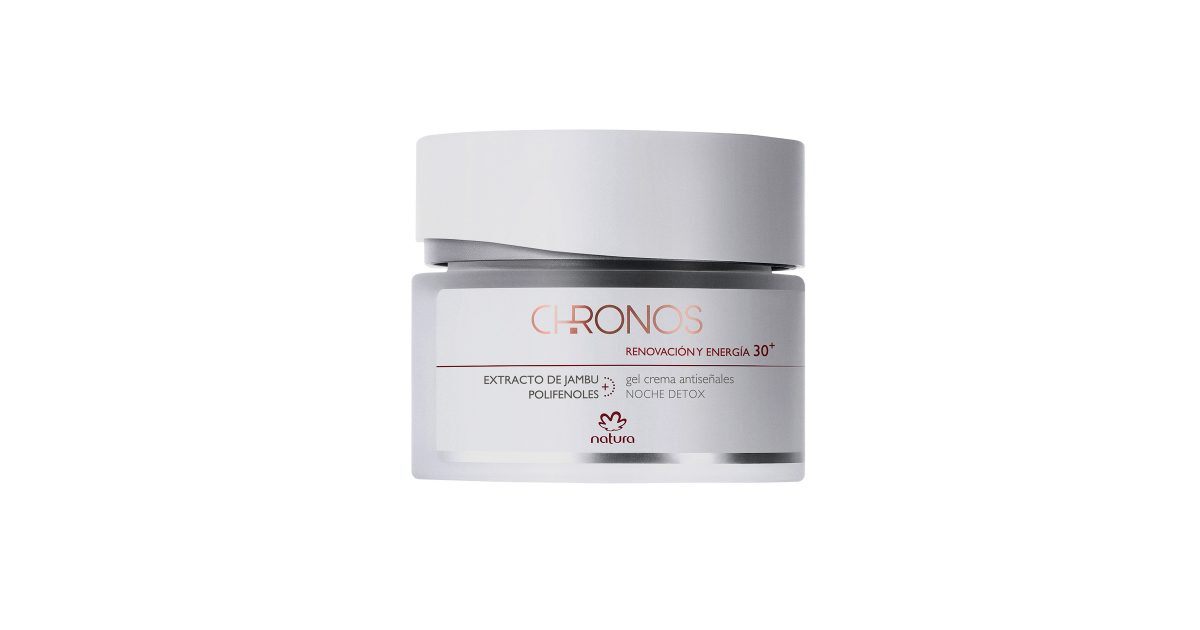 CHRONOS
RENOVACIÓN Y ENERGÍA 30+
EXTRACTO DE JAMBU + gel crema antiseñales
POLIFENOLES NOCHE DETOX
natura